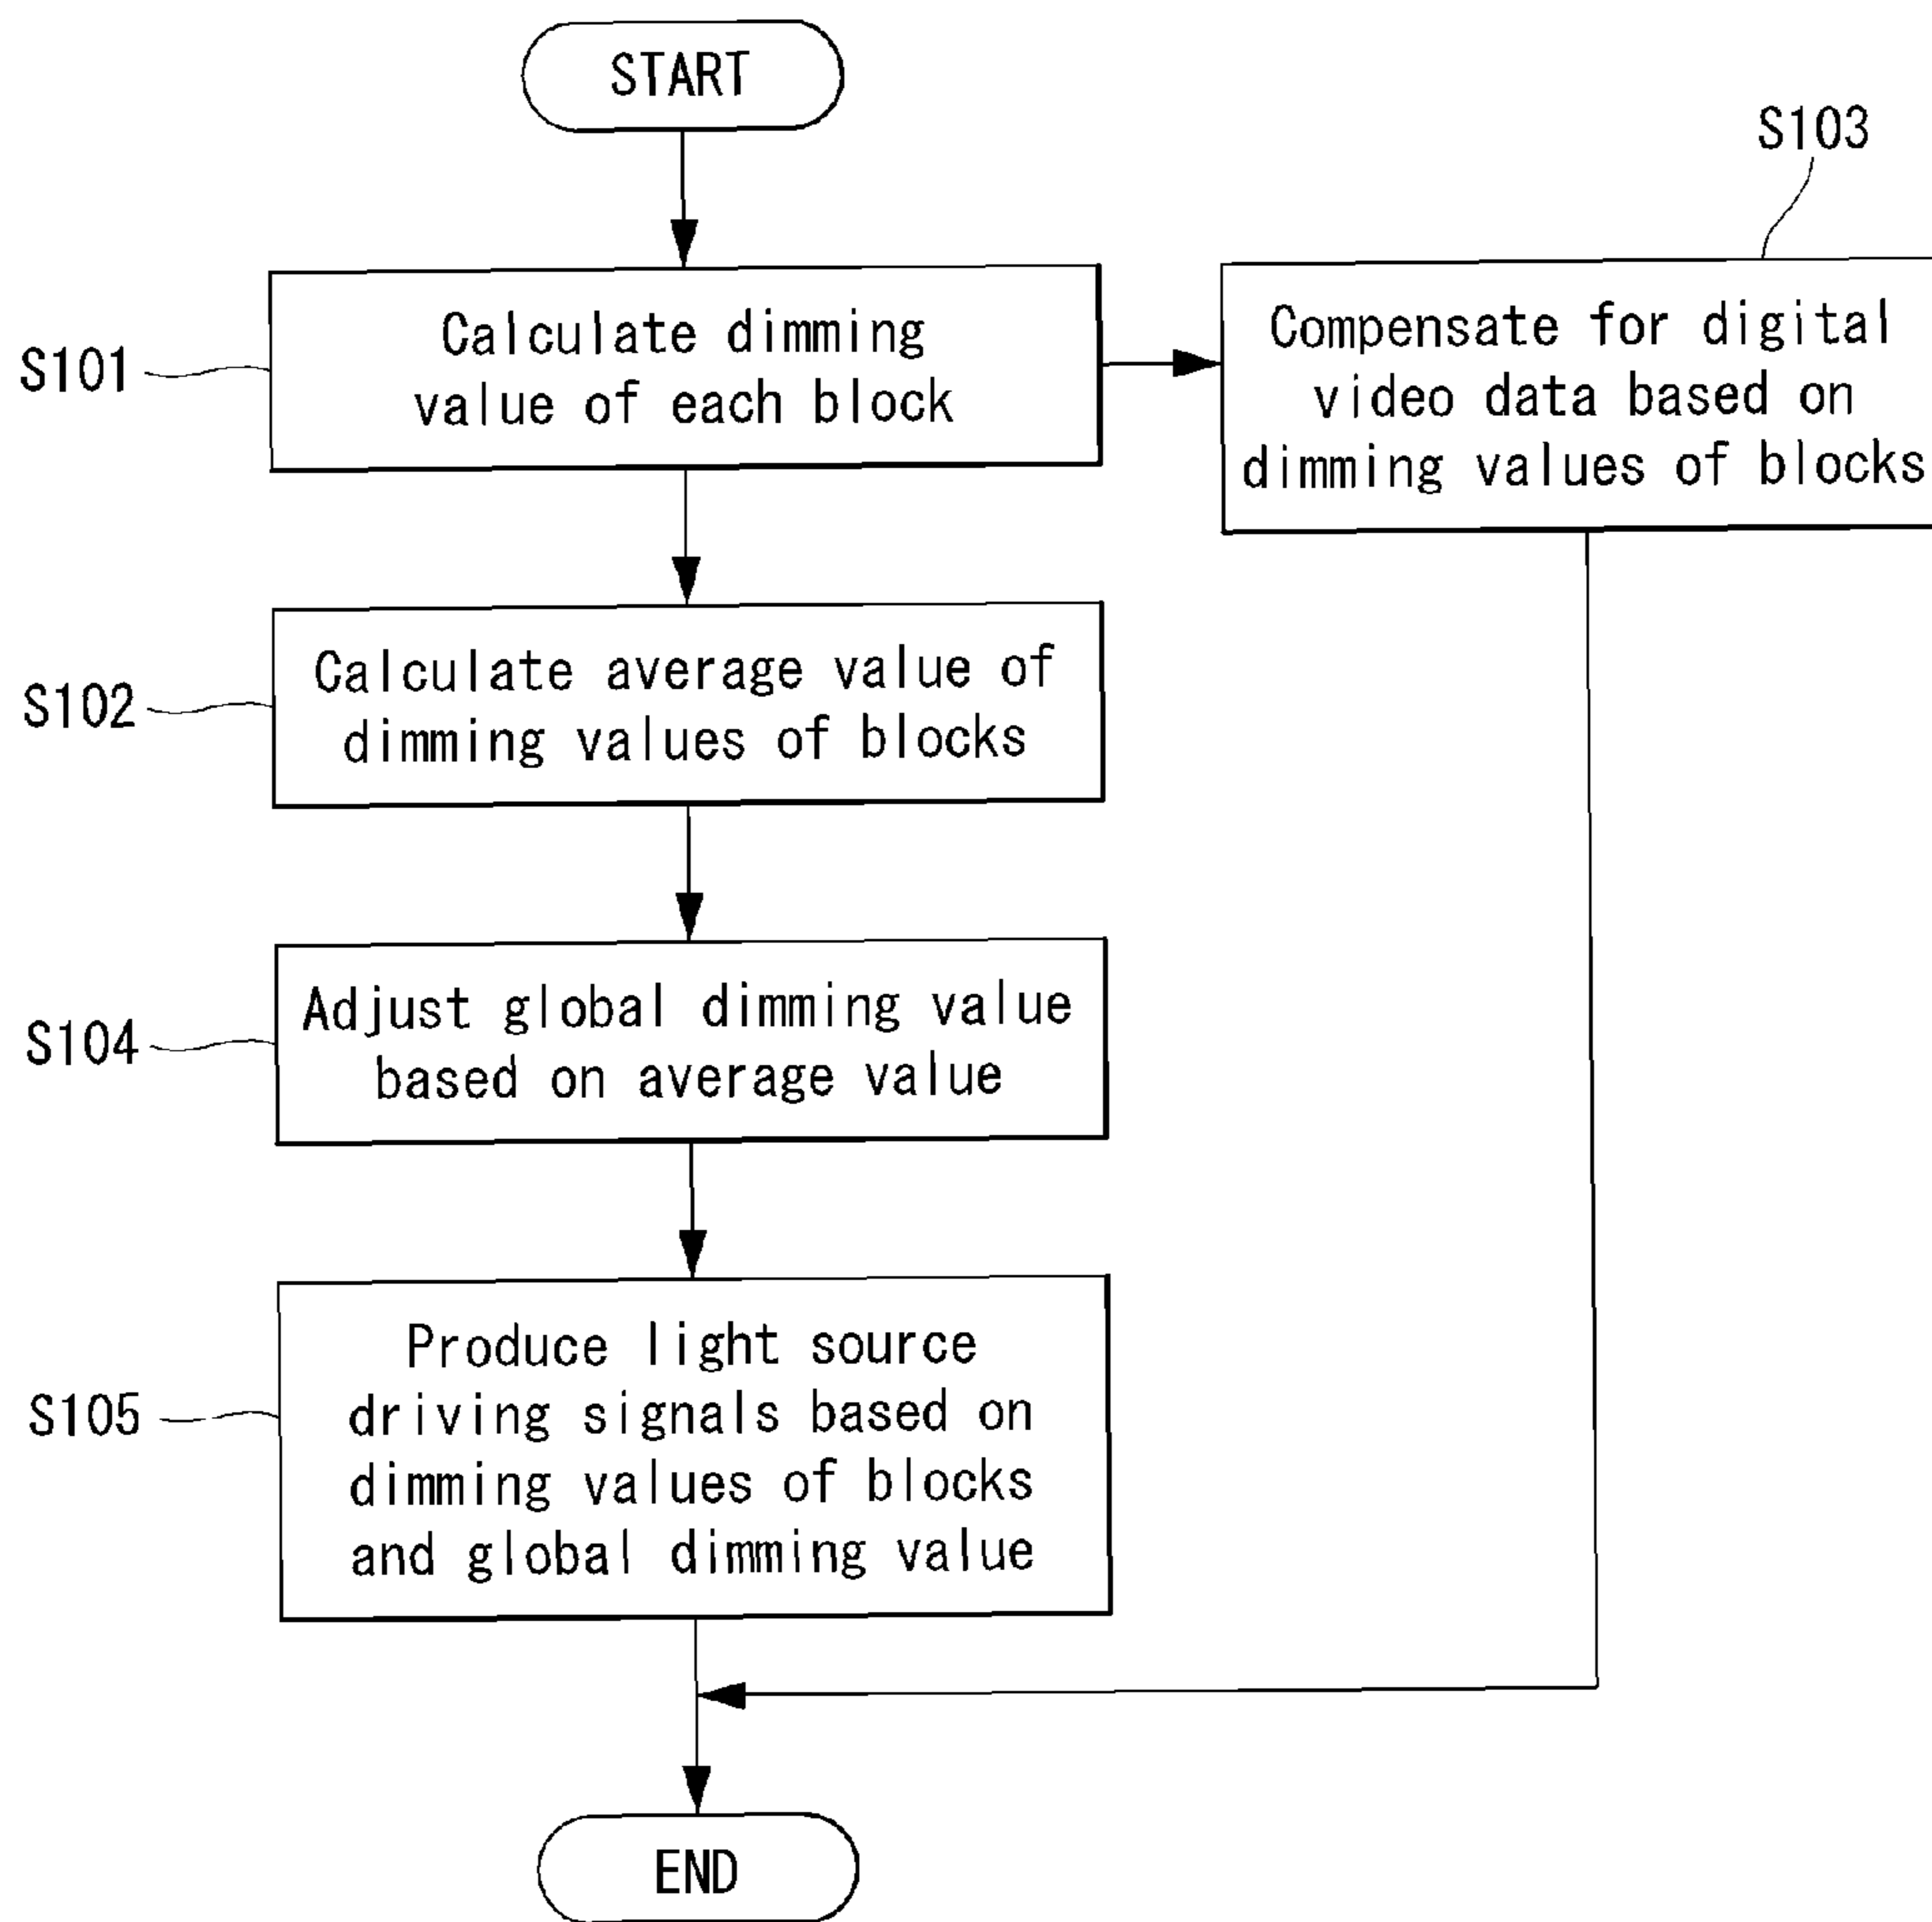 START
S103
S101
Calculate dimming
value of each block
Compensate for digital
video data based on
dimming values of blocks
S102
Calculate average value of
dimming values of blocks
S104
Adjust global dimming value
based on average value
S105
Produce light source
driving signals based on
dimming values of blocks
and global dimming value
END